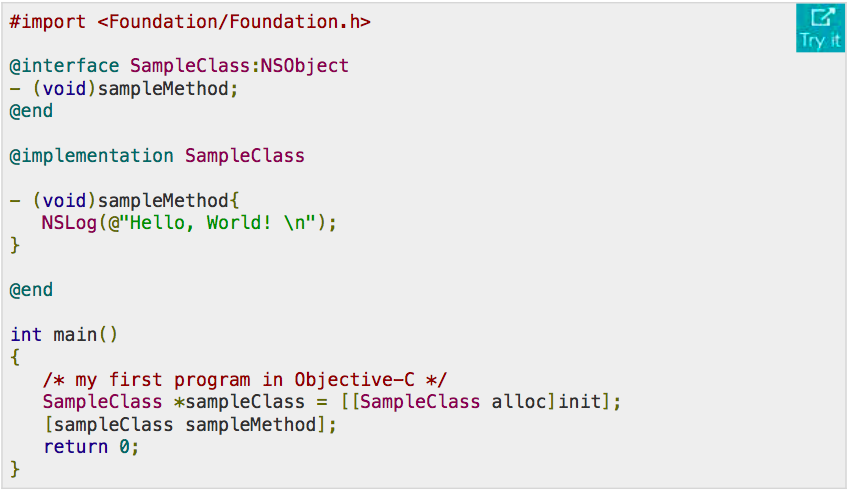 #import <Foundation/Foundation.h>
Try it
@interface SampleClass:NSObject
- (void)sampleMethod;
@end
@implementation SampleClass
- (void)sampleMethod{
   NSLog(@"Hello, World! \n");
}
@end
int main()
{
   /* my first program in Objective-C */
   SampleClass *sampleClass = [[SampleClass alloc]init];
   [sampleClass sampleMethod];
   return 0;
}